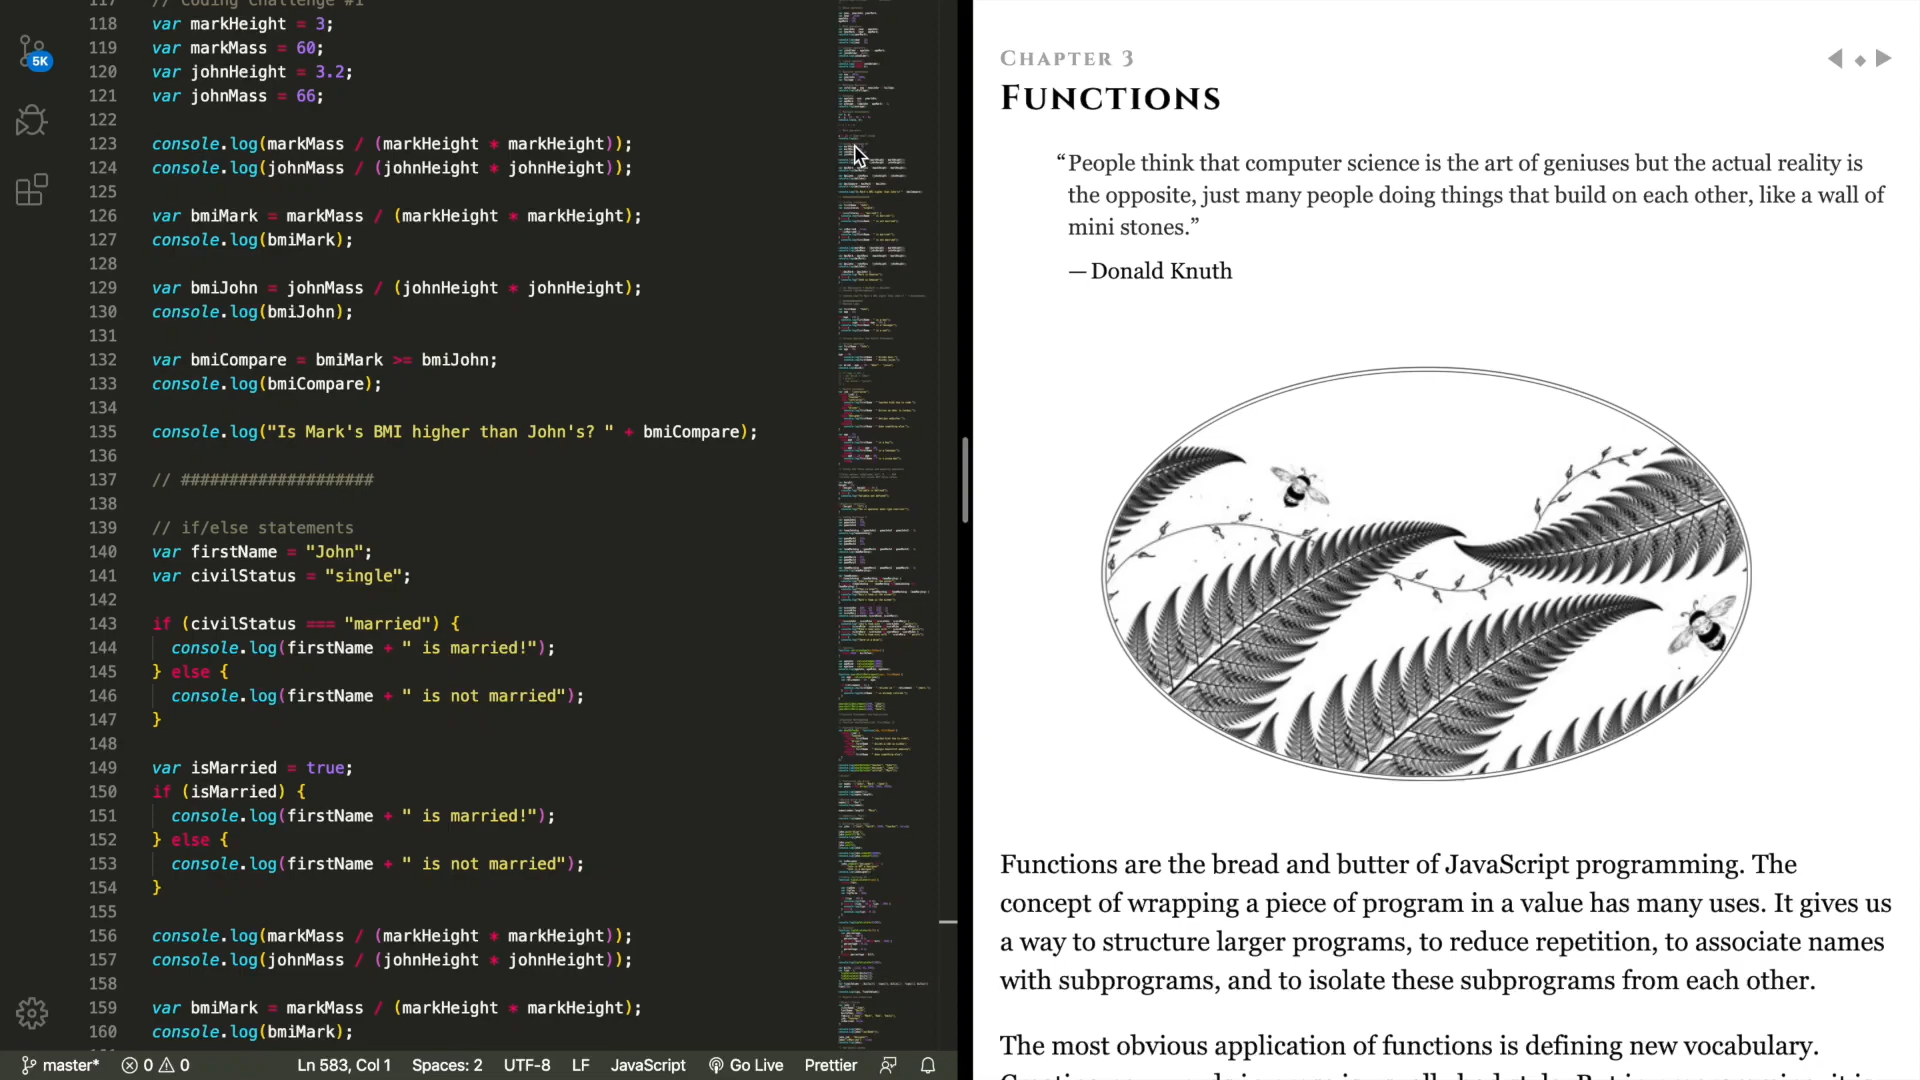 5K
117 // Coding Challenge #1
118 var markHeight = 3;
119 var markMass = 60;
120 var johnHeight = 3.2;
121 var johnMass = 66;
122
123 console.log(markMass / (markHeight * markHeight));
124 console.log(johnMass / (johnHeight * johnHeight));
125
126 var bmiMark = markMass / (markHeight * markHeight);
127 console.log(bmiMark);
128
129 var bmiJohn = johnMass / (johnHeight * johnHeight);
130 console.log(bmiJohn);
131
132 var bmiCompare = bmiMark >= bmiJohn;
133 console.log(bmiCompare);
134
135 console.log("Is Mark's BMI higher than John's? " + bmiCompare);
136
137 // ####################
138
139 // if/else statements
140 var firstName = "John";
141 var civilStatus = "single";
142
143 if (civilStatus === "married") {
144 console.log(firstName + " is married!");
145 } else {
146 console.log(firstName + " is not married");
147 }
148
149 var isMarried = true;
150 if (isMarried) {
151 console.log(firstName + " is married!");
152 } else {
153 console.log(firstName + " is not married");
154 }
155
156 console.log(markMass / (markHeight * markHeight));
157 console.log(johnMass / (johnHeight * johnHeight));
158
159 var bmiMark = markMass / (markHeight * markHeight);
160 console.log(bmiMark);
master* 0 0 Ln 583, Col 1 Spaces: 2 UTF-8 LF JavaScript Go Live Prettier
Chapter 3
Functions
“People think that computer science is the art of geniuses but the actual reality is
the opposite, just many people doing things that build on each other, like a wall of
mini stones.”
— Donald Knuth
Functions are the bread and butter of JavaScript programming. The
concept of wrapping a piece of program in a value has many uses. It gives us
a way to structure larger programs, to reduce repetition, to associate names
with subprograms, and to isolate these subprograms from each other.
The most obvious application of functions is defining new vocabulary.